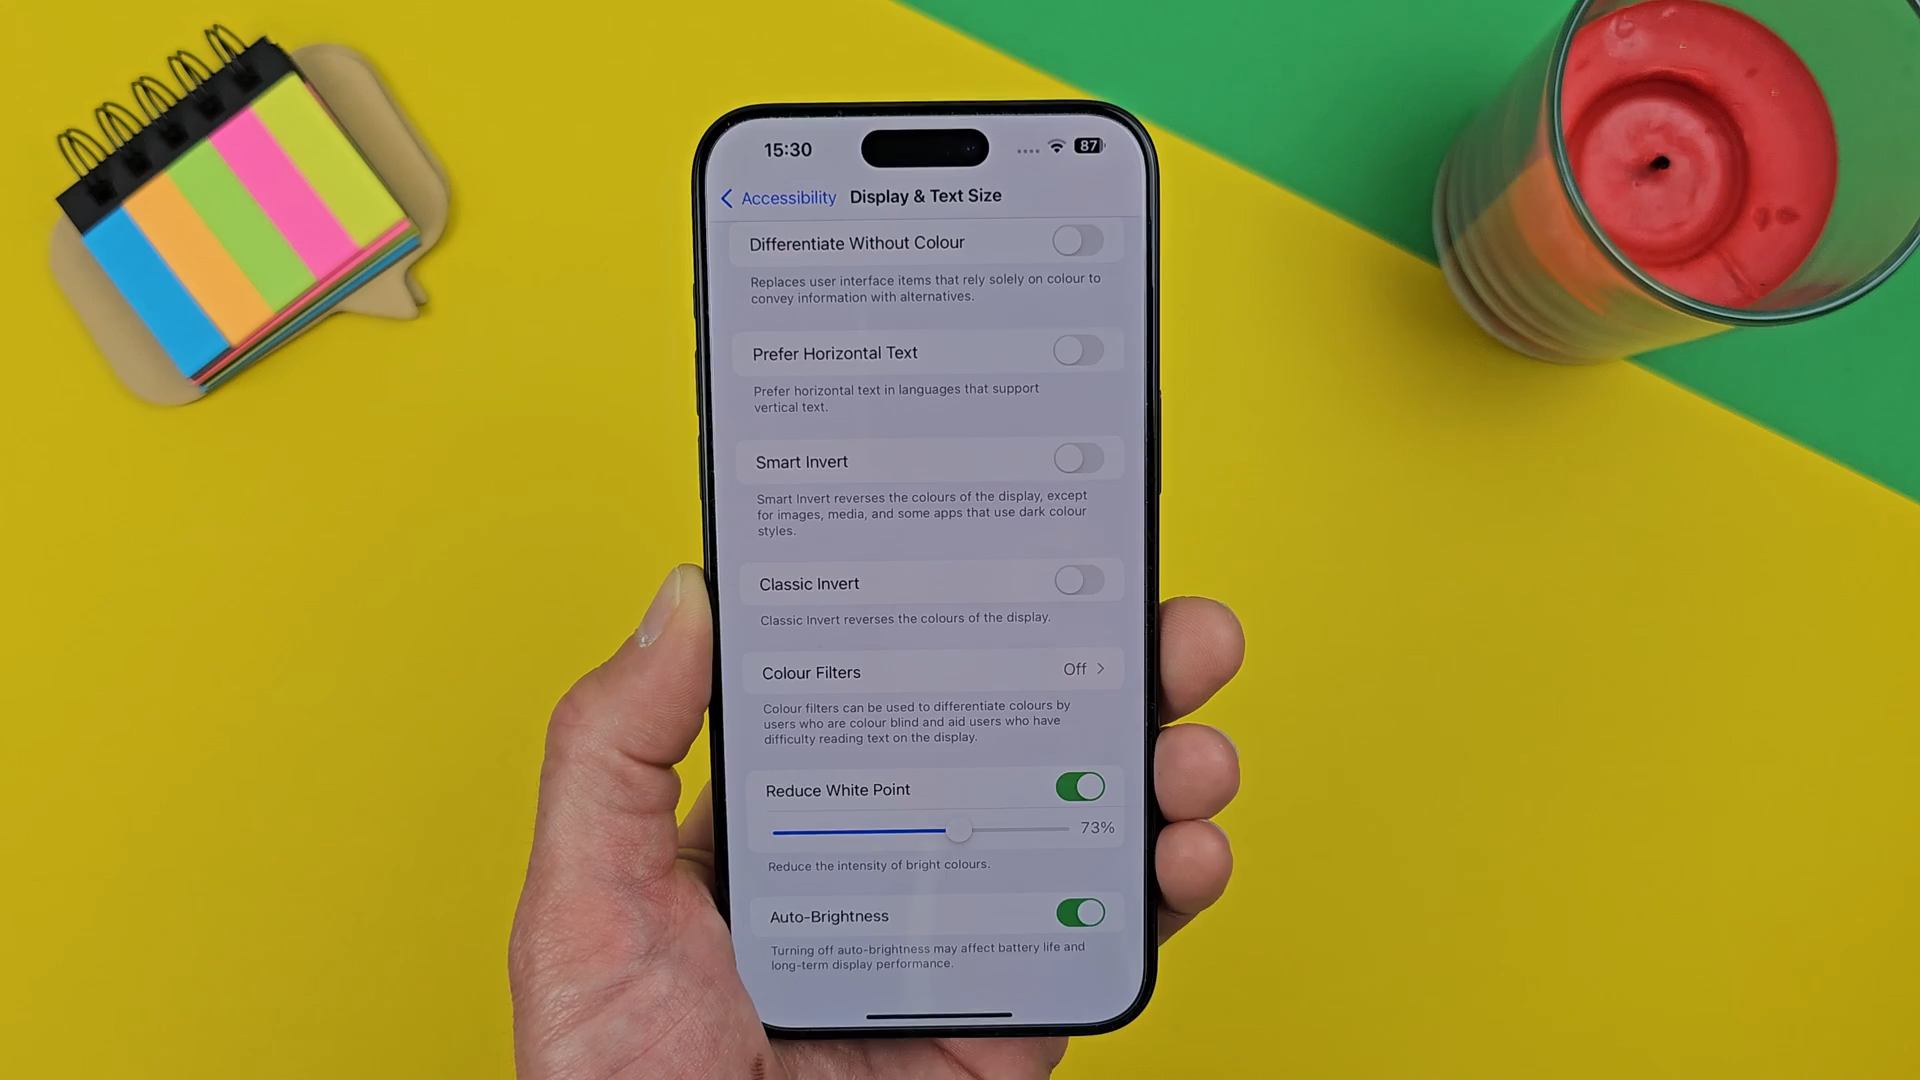 15:30
87
Accessibility
Display & Text Size
Differentiate Without Colour
Replaces user interface items that rely solely on colour to
convey information with alternatives.
Prefer Horizontal Text
Prefer horizontal text in languages that support
vertical text.
Smart Invert
Smart Invert reverses the colours of the display, except
for images, media, and some apps that use dark colour
styles.
Classic Invert
Classic Invert reverses the colours of the display.
Colour Filters
Off
Colour filters can be used to differentiate colours by
users who are colour blind and aid users who have
difficulty reading text on the display.
Reduce White Point
73%
Reduce the intensity of bright colours.
Auto-Brightness
Turning off auto-brightness may affect battery life and
long-term display performance.